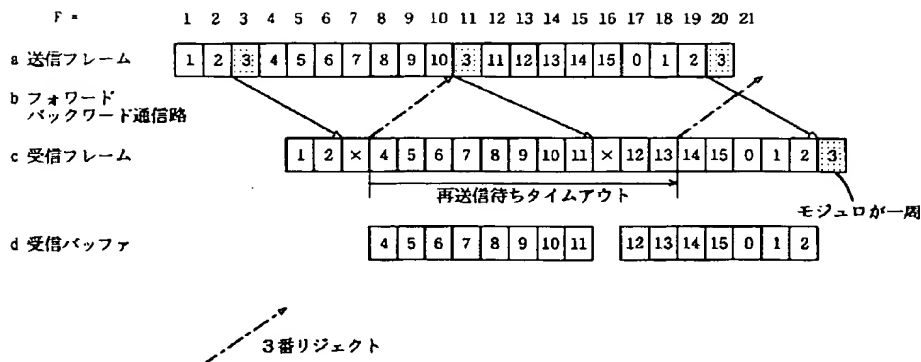 F = 1 2 3 4 5 6 7 8 9 10 11 12 13 14 15 16 17 18 19 20 21
a 送信フレーム 1 2 3 4 5 6 7 8 9 10 3 11 12 13 14 15 0 1 2 3
b フォワード
バックワード通信路
c 受信フレーム 1 2 × 4 5 6 7 8 9 10 11 × 12 13 14 15 0 1 2 3
再送信待ちタイムアウト
モジュロが一周
d 受信バッファ 4 5 6 7 8 9 10 11 12 13 14 15 0 1 2
3番リジェクト